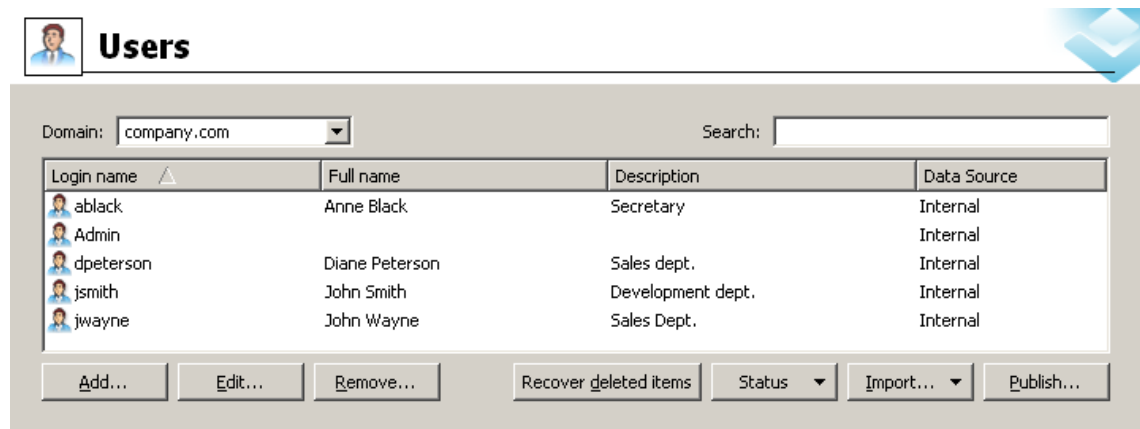 Users
Domain: company.com Search:
Login name Full name Description Data Source
ablack Anne Black Secretary Internal
Admin Internal
dpeterson Diane Peterson Sales dept. Internal
jsmith John Smith Development dept. Internal
jwayne John Wayne Sales Dept. Internal
Add... Edit... Remove... Recover deleted items Status Import... Publish...